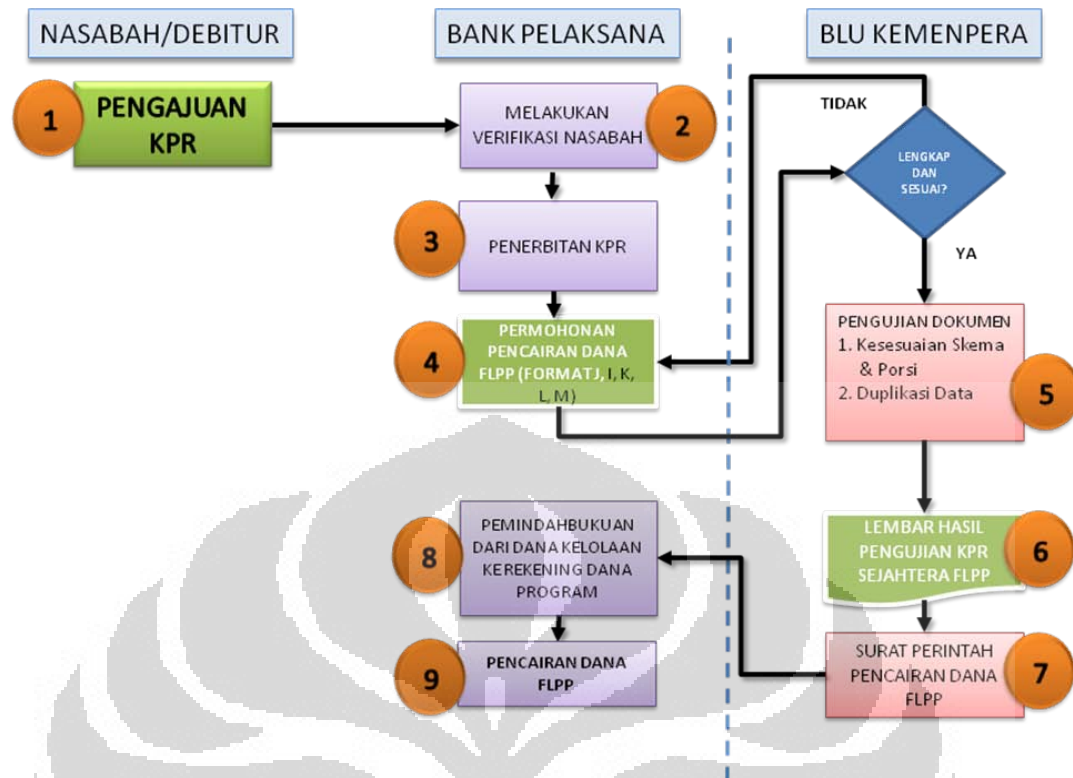 NASABAH/DEBITUR
BANK PELAKSANA
BLU KEMENPERA
1
PENGAJUAN
KPR
MELAKUKAN
VERIFIKASI NASABAH
2
TIDAK
LENGKAP
DAN
SESUAI?
YA
3
PENERBITAN KPR
4
PERMOHONAN
PENCAIRAN DANA
FLPP (FORMAT J, I, K,
L, M)
PENGUJIAN DOKUMEN
1. Kesesuaian Skema
& Porsi
2. Duplikasi Data
5
LEMBAR HASIL
PENGUJIAN KPR
SEJAHTERA FLPP
6
SURAT PERINTAH
PENCAIRAN DANA
FLPP
7
8
PEMINDAHBUKUAN
DARI DANA KELOLAAN
KE REKENING DANA
PROGRAM
9
PENCAIRAN DANA
FLPP